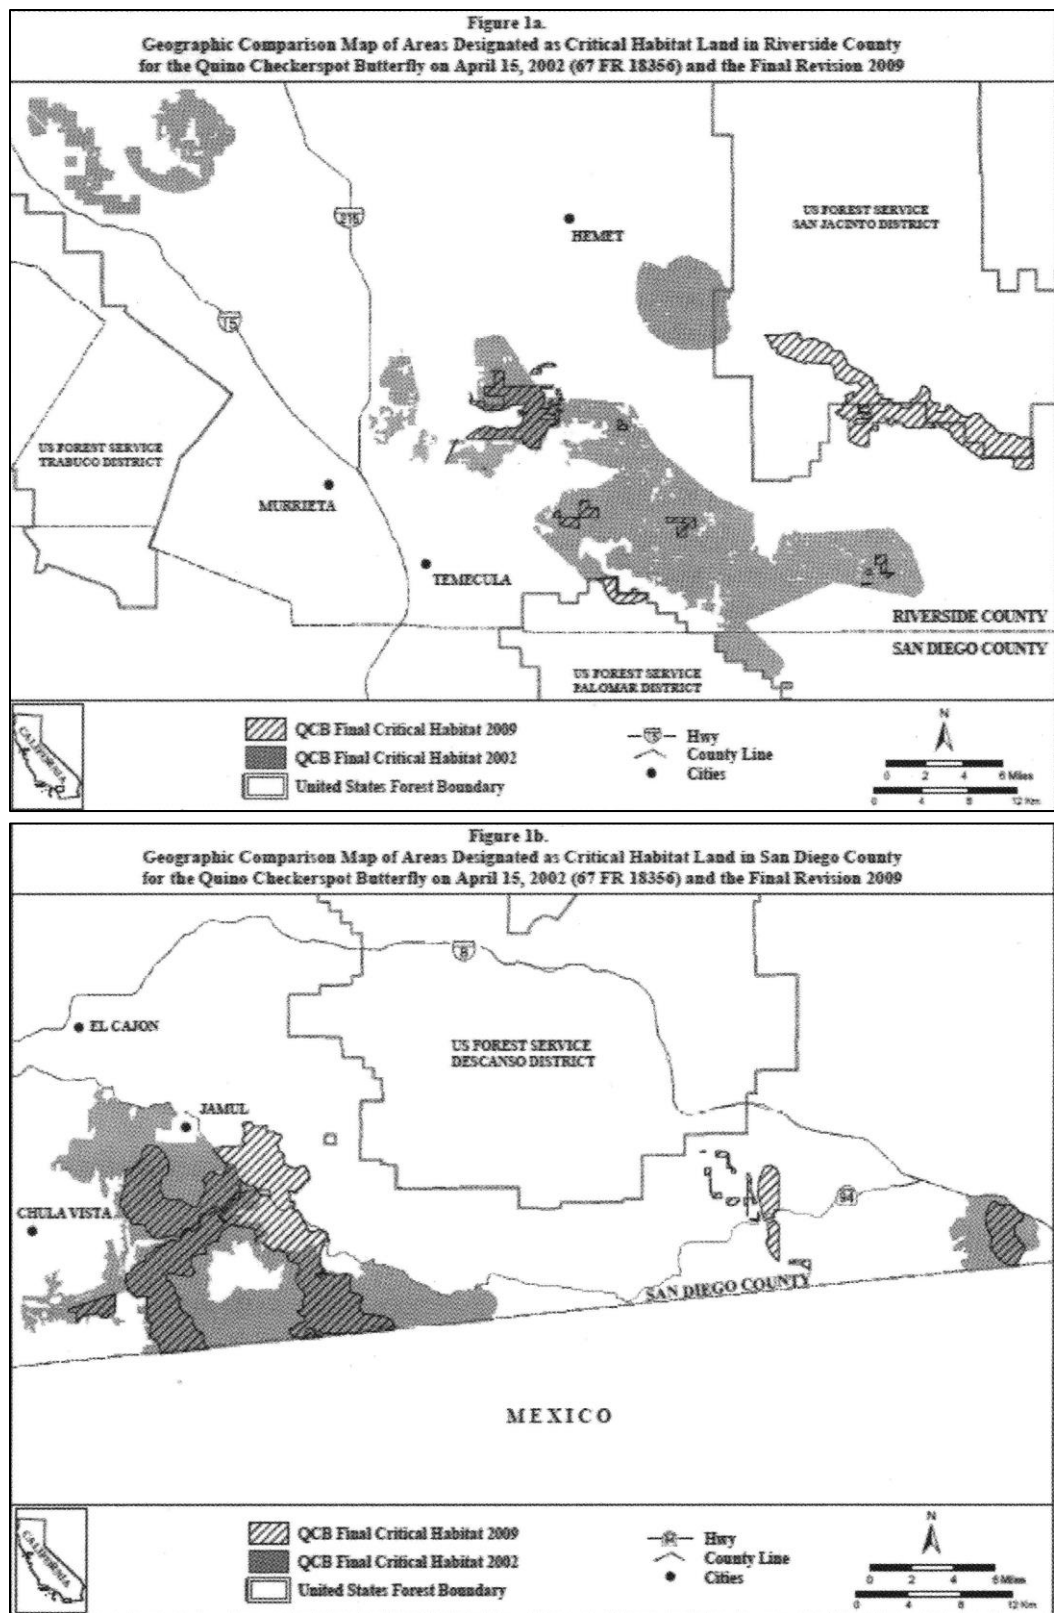 Figure 1a.
Geographic Comparison Map of Areas Designated as Critical Habitat Land in Riverside County
for the Quino Checkerspot Butterfly on April 15, 2002 (67 FR 18356) and the Final Revision 2009
215
HEMET
US FOREST SERVICE
SAN JACINTO DISTRICT
15
US FOREST SERVICE
TRABUCO DISTRICT
MURRIETA
TEMECULA
RIVERSIDE COUNTY
SAN DIEGO COUNTY
US FOREST SERVICE
PALOMAR DISTRICT
CALIFORNIA
QCB Final Critical Habitat 2009
QCB Final Critical Habitat 2002
United States Forest Boundary
Hwy
County Line
Cities
N
0 2 4 6 Miles
0 4 8 12 Km
Figure 1b.
Geographic Comparison Map of Areas Designated as Critical Habitat Land in San Diego County
for the Quino Checkerspot Butterfly on April 15, 2002 (67 FR 18356) and the Final Revision 2009
8
EL CAJON
US FOREST SERVICE
DESCANSO DISTRICT
JAMUL
CHULA VISTA
94
SAN DIEGO COUNTY
MEXICO
CALIFORNIA
QCB Final Critical Habitat 2009
QCB Final Critical Habitat 2002
United States Forest Boundary
Hwy
County Line
Cities
N
0 2 4 6 Miles
0 4 8 12 Km